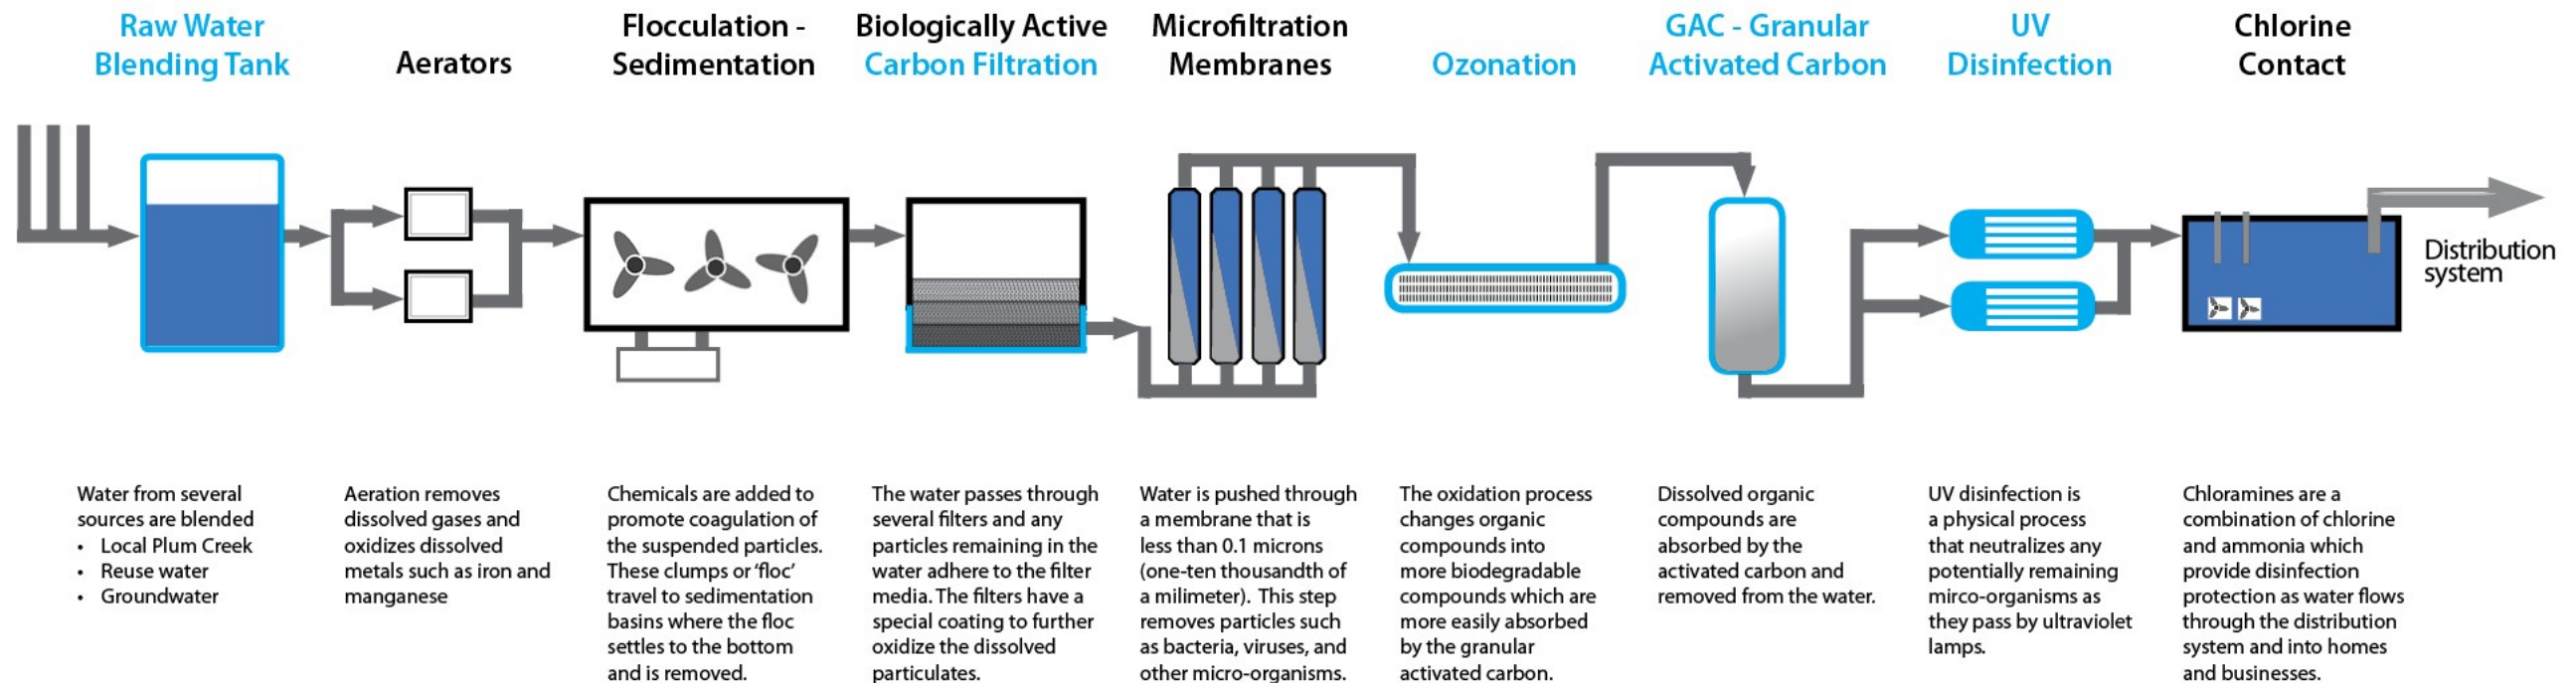 Raw Water
Blending Tank
Aerators
Flocculation -
Sedimentation
Biologically Active
Carbon Filtration
Microfiltration
Membranes
Ozonation
GAC - Granular
Activated Carbon
UV
Disinfection
Chlorine
Contact
Distribution
system
Water from several
sources are blended
• Local Plum Creek
• Reuse water
• Groundwater
Aeration removes
dissolved gases and
oxidizes dissolved
metals such as iron and
manganese
Chemicals are added to
promote coagulation of
the suspended particles.
These clumps or ‘floc’
travel to sedimentation
basins where the floc
settles to the bottom
and is removed.
The water passes through
several filters and any
particles remaining in the
water adhere to the filter
media. The filters have a
special coating to further
oxidize the dissolved
particulates.
Water is pushed through
a membrane that is
less than 0.1 microns
(one-ten thousandth of
a milimeter). This step
removes particles such
as bacteria, viruses, and
other micro-organisms.
The oxidation process
changes organic
compounds into
more biodegradable
compounds which are
more easily absorbed
by the granular
activated carbon.
Dissolved organic
compounds are
absorbed by the
activated carbon and
removed from the water.
UV disinfection is
a physical process
that neutralizes any
potentially remaining
mirco-organisms as
they pass by ultraviolet
lamps.
Chloramines are a
combination of chlorine
and ammonia which
provide disinfection
protection as water flows
through the distribution
system and into homes
and businesses.